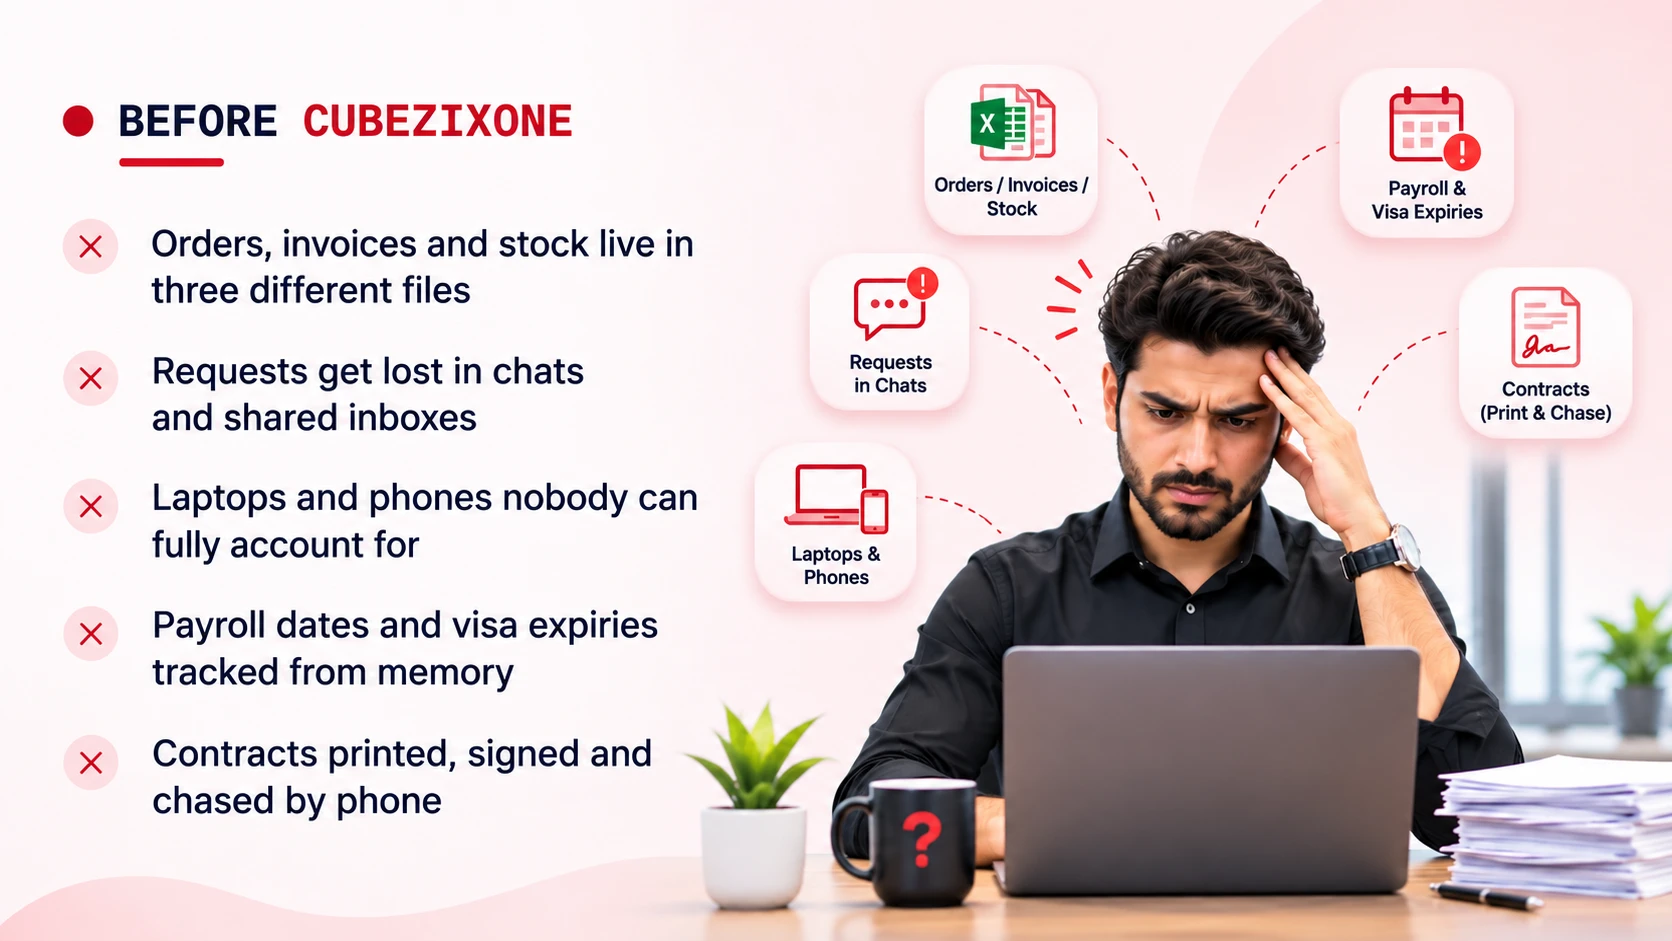 BEFORE CUBEZIXONE
Orders, invoices and stock live in
three different files
Requests get lost in chats
and shared inboxes
Laptops and phones nobody can
fully account for
Payroll dates and visa expiries
tracked from memory
Contracts printed, signed and
chased by phone
X
Orders / Invoices /
Stock
!
Payroll &
Visa Expiries
!
Requests
in Chats
Contracts
(Print & Chase)
Laptops &
Phones
?